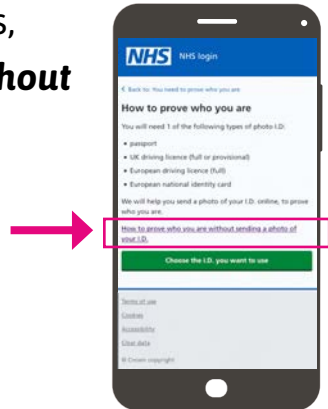 s,
hout
NHS NHS login
Back to: You need to prove who you are
How to prove who you are
You will need 1 of the following types of photo I.D.
• passport
• UK driving licence (full or provisional)
• European driving licence (full)
• European national identity card
We will help you send a photo of your I.D. online, to prove
who you are.
How to prove who you are without sending a photo of
your I.D.
Choose the I.D. you want to use
Terms of use
Cookies
Accessibility
Clear data
© Crown copyright